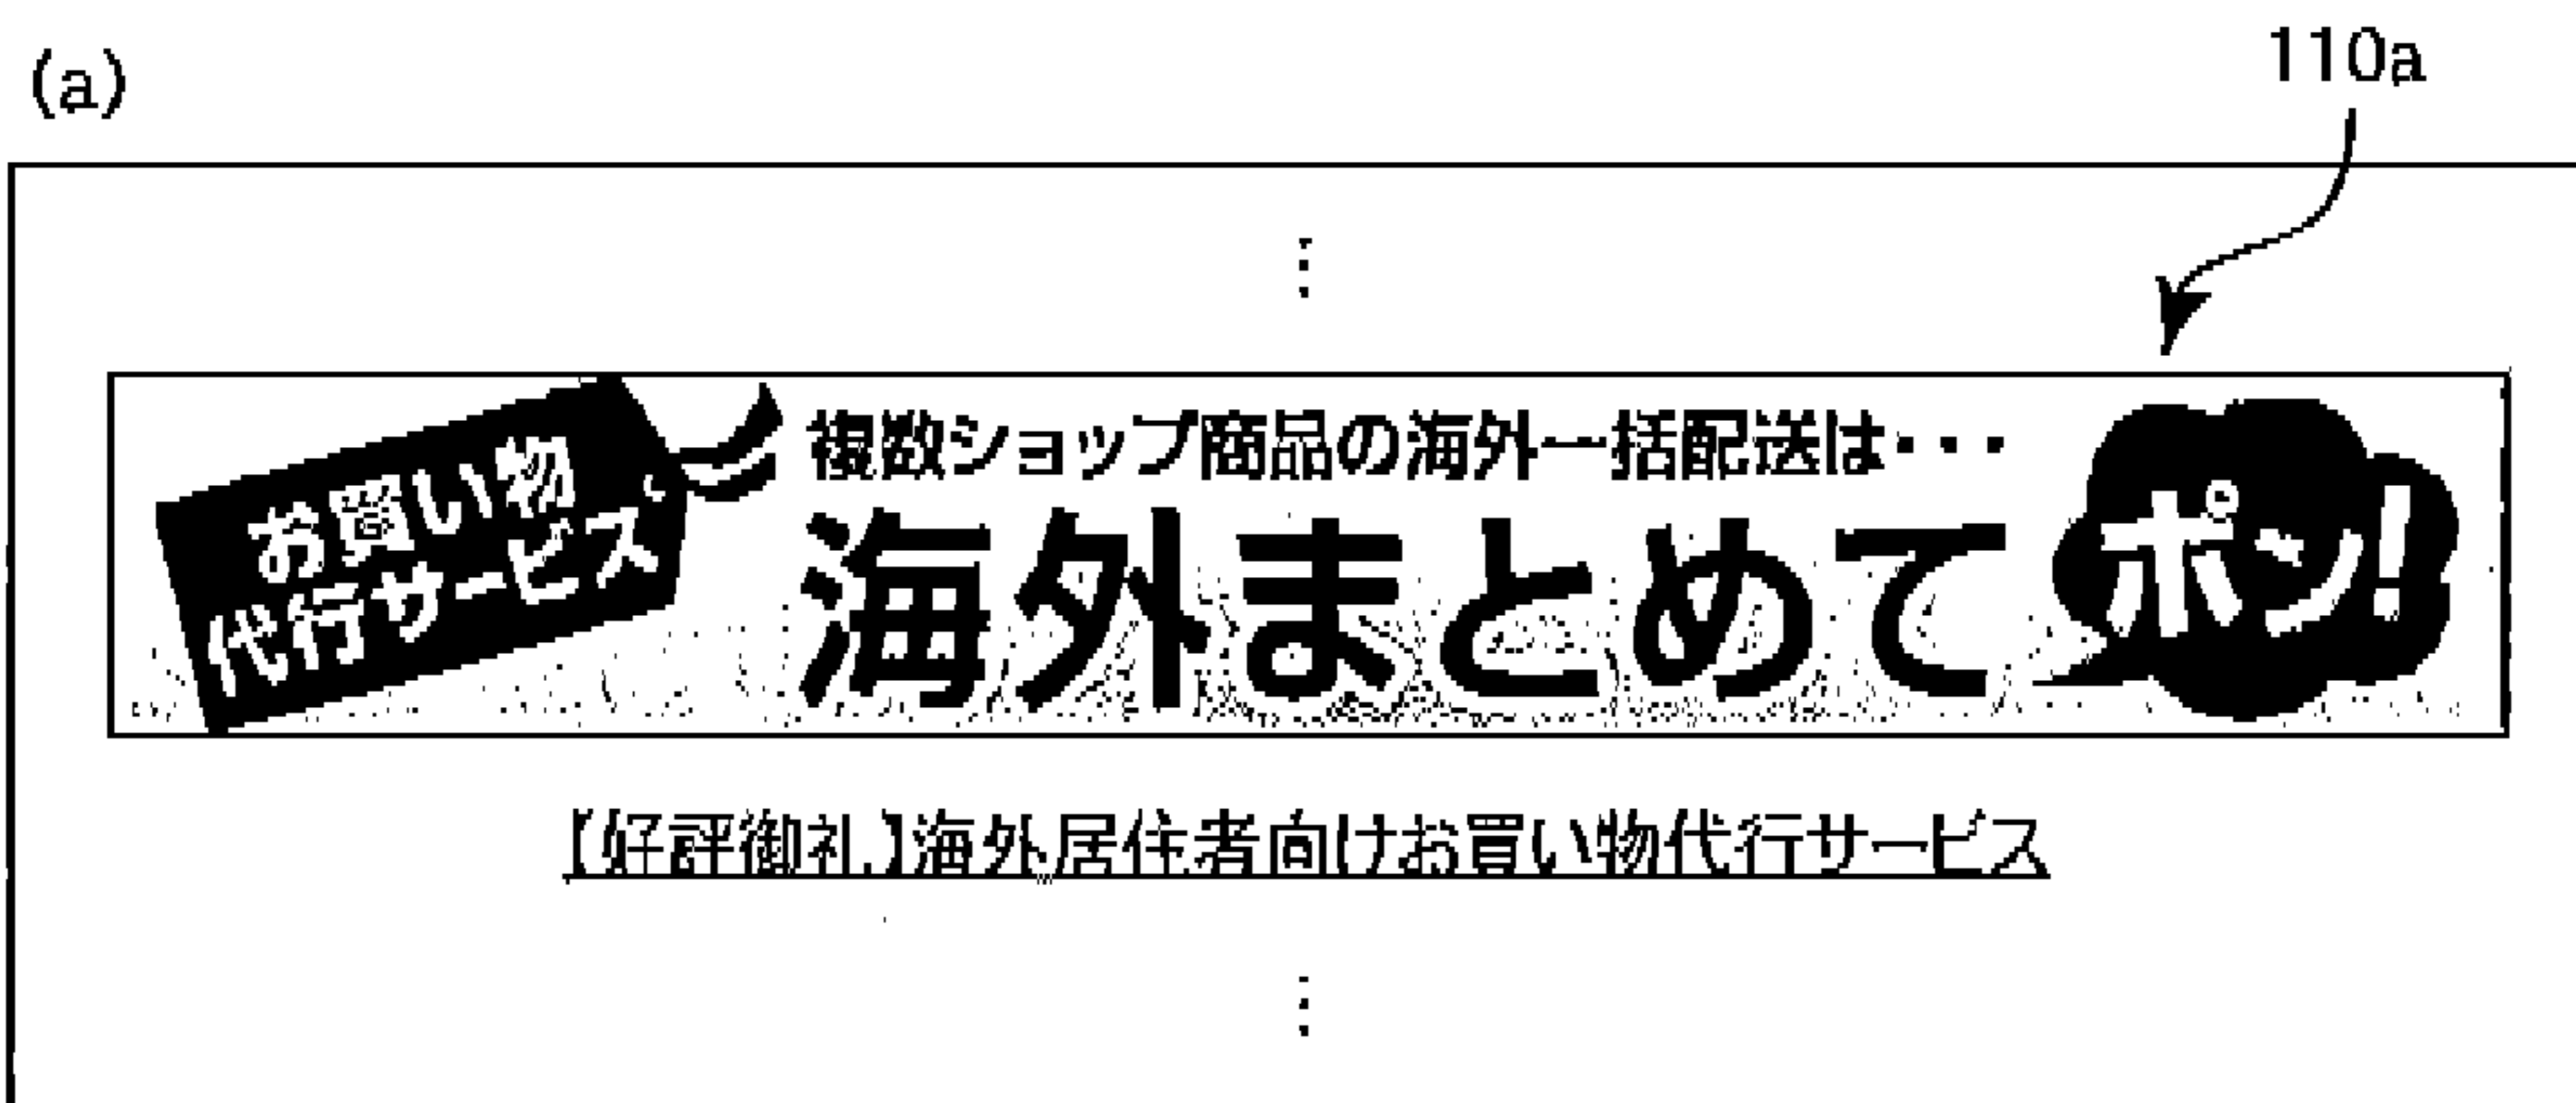 (a)
110a
お買い物
代行サービス
複数ショップ商品の海外一括配送は・・・
海外まとめて
ポン!
【好評御礼】海外居住者向けお買い物代行サービス